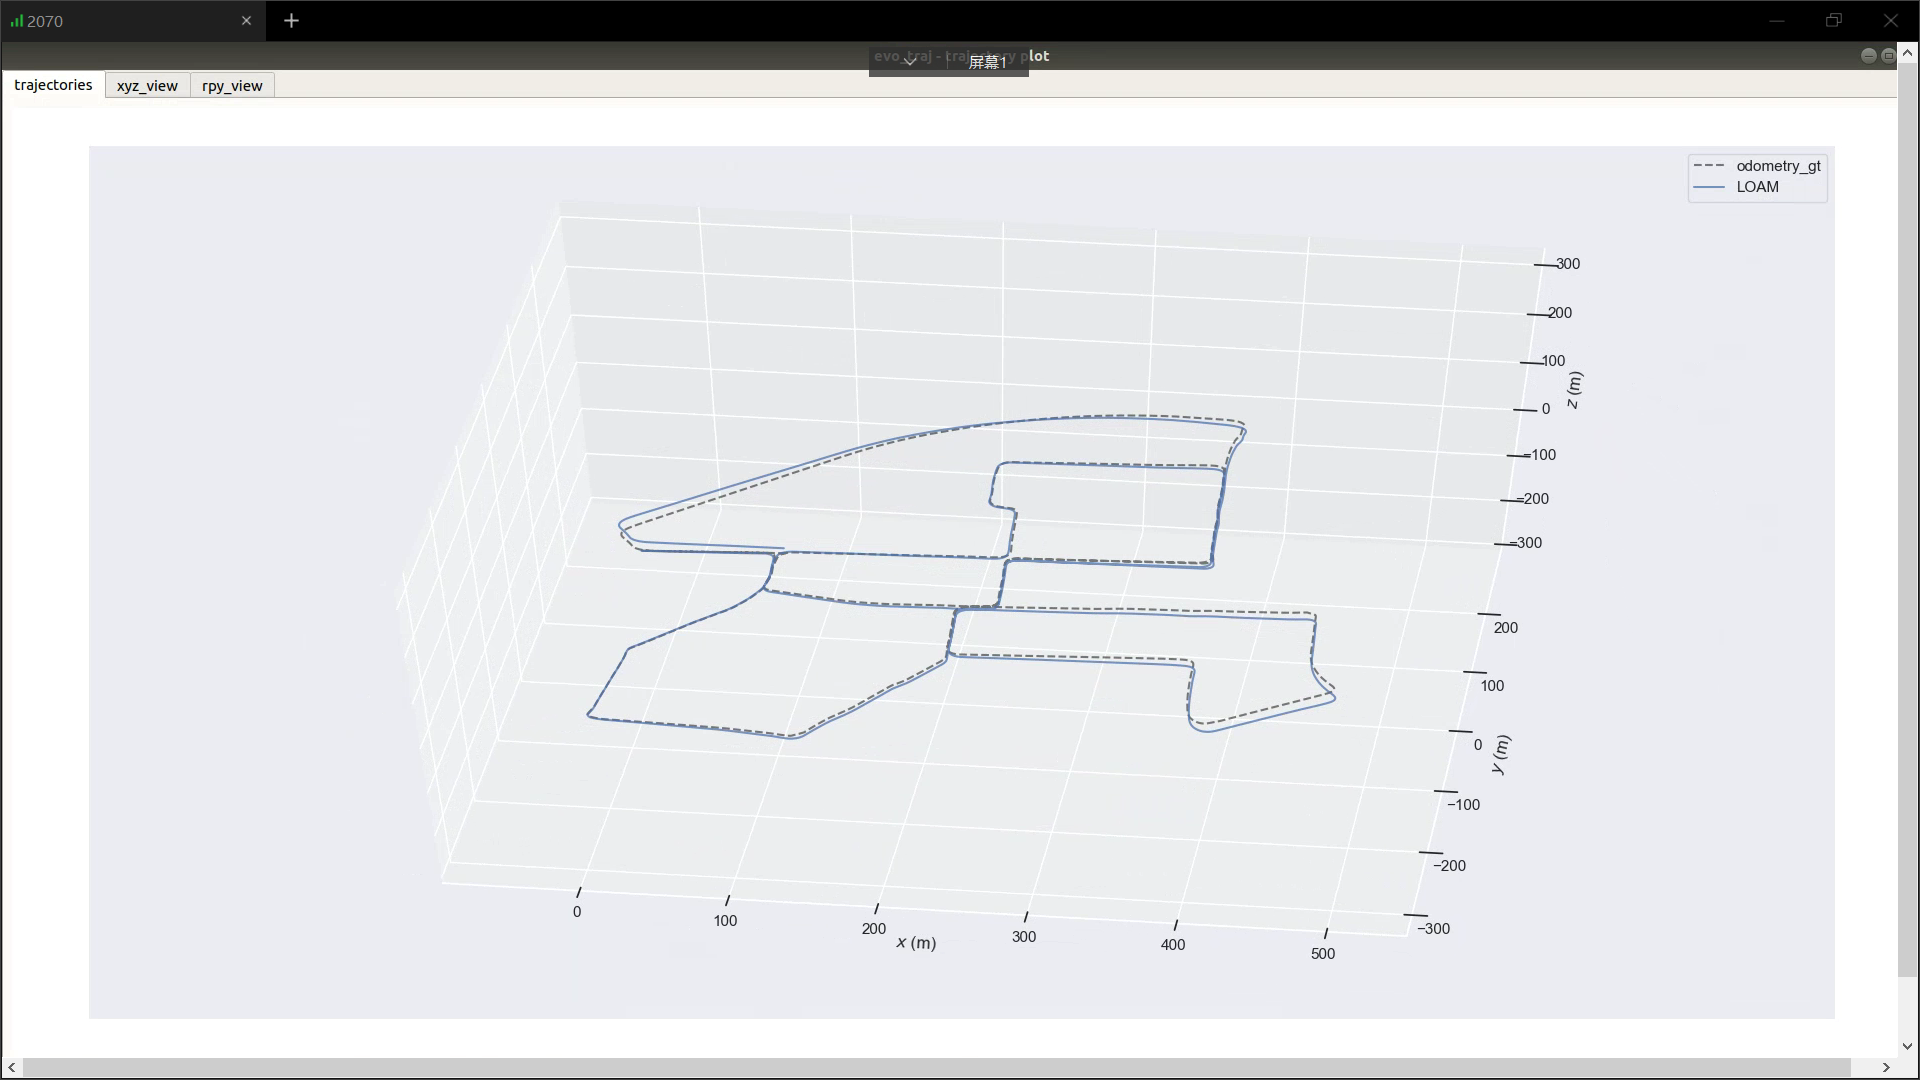 2070
evo_traj - trajectory plot
屏幕1
trajectories
xyz_view
rpy_view
odometry_gt
LOAM
300
200
100
0
−100
−200
−300
z (m)
200
100
0
−100
−200
−300
y (m)
0
100
200
300
400
500
x (m)